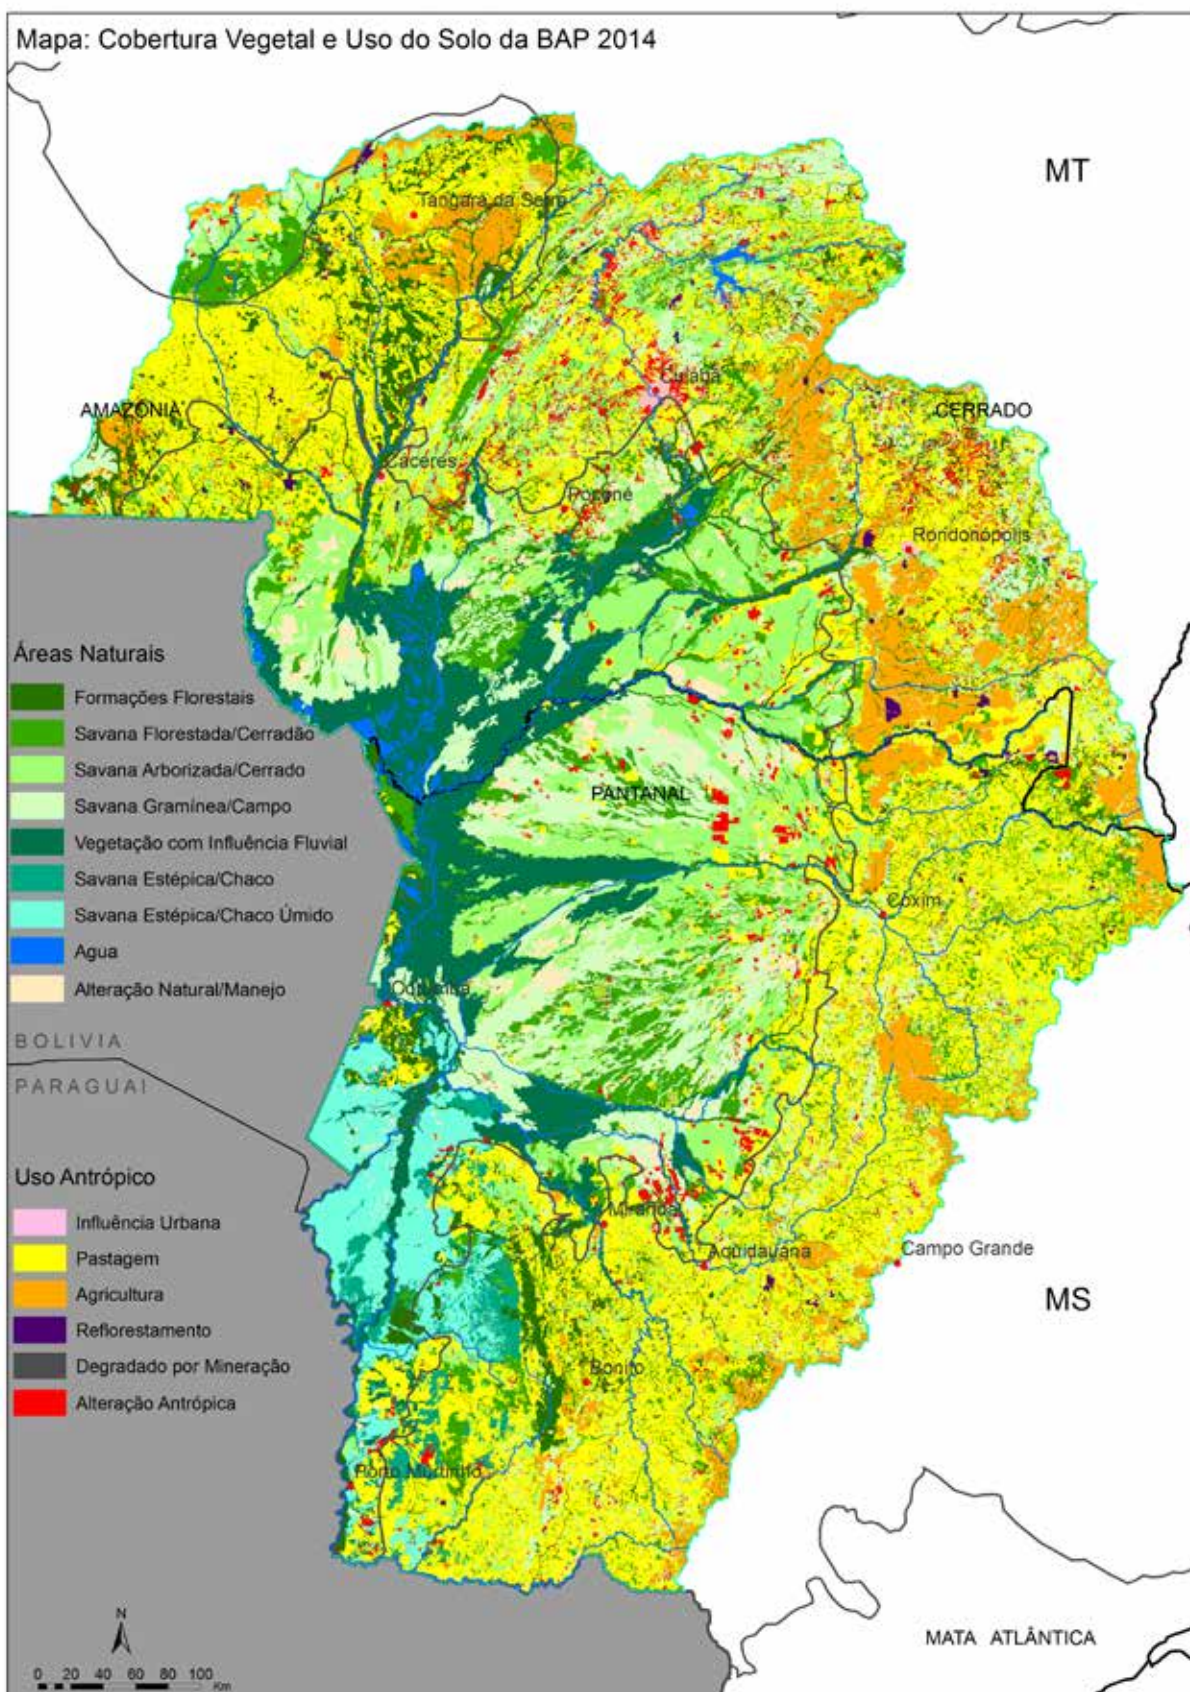 Mapa: Cobertura Vegetal e Uso do Solo da BAP 2014
MT
Tangará da Serra
Cuiabá
AMAZÔNIA
CERRADO
Cáceres
Poconé
Rondonópolis
Áreas Naturais
Formações Florestais
Savana Florestada/Cerradão
Savana Arborizada/Cerrado
Savana Gramínea/Campo
PANTANAL
Vegetação com Influência Fluvial
Savana Estépica/Chaco
Savana Estépica/Chaco Úmido
Coxim
Agua
Alteração Natural/Manejo
Corumbá
BOLIVIA
PARAGUAI
Uso Antrópico
Influência Urbana
Miranda
Pastagem
Aquidauana
Campo Grande
Agricultura
MS
Reflorestamento
Degradado por Mineração
Bonito
Alteração Antrópica
Porto Murtinho
N
MATA ATLÂNTICA
0 20 40 60 80 100
Km